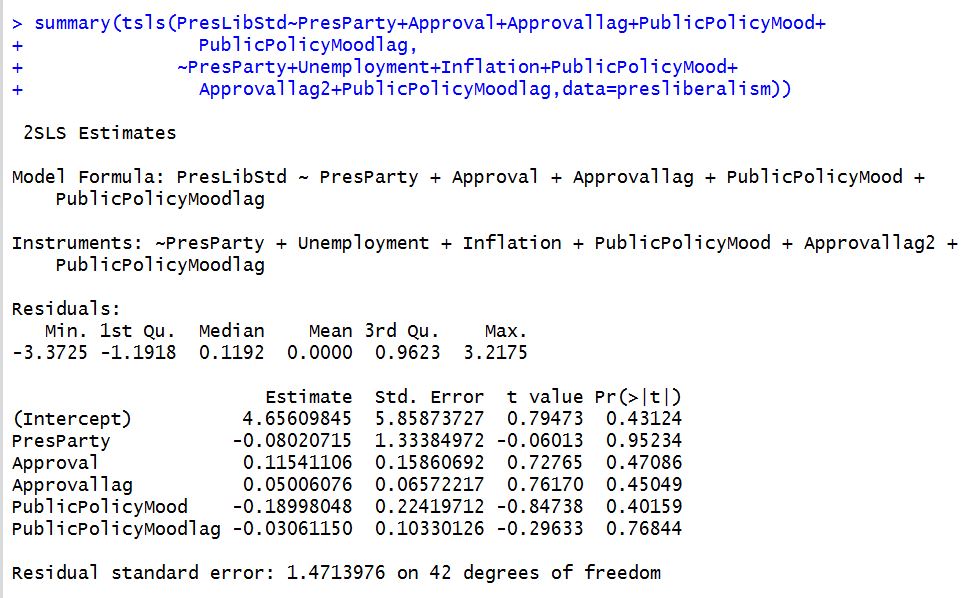 > summary(tsls(PresLibStd~PresParty+Approval+Approvallag+PublicPolicyMood+
+ PublicPolicyMoodlag,
+ ~PresParty+Unemployment+Inflation+PublicPolicyMood+
+ Approvallag2+PublicPolicyMoodlag,data=presliberalism))
2SLS Estimates
Model Formula: PresLibStd ~ PresParty + Approval + Approvallag + PublicPolicyMood +
PublicPolicyMoodlag
Instruments: ~PresParty + Unemployment + Inflation + PublicPolicyMood + Approvallag2 +
PublicPolicyMoodlag
Residuals:
Min. 1st Qu. Median Mean 3rd Qu. Max.
-3.3725 -1.1918 0.1192 0.0000 0.9623 3.2175
Estimate Std. Error t value Pr(>|t|)
(Intercept) 4.65609845 5.85873727 0.79473 0.43124
PresParty -0.08020715 1.33384972 -0.06013 0.95234
Approval 0.11541106 0.15860692 0.72765 0.47086
Approvallag 0.05006076 0.06572217 0.76170 0.45049
PublicPolicyMood -0.18998048 0.22419712 -0.84738 0.40159
PublicPolicyMoodlag -0.03061150 0.10330126 -0.29633 0.76844
Residual standard error: 1.4713976 on 42 degrees of freedom